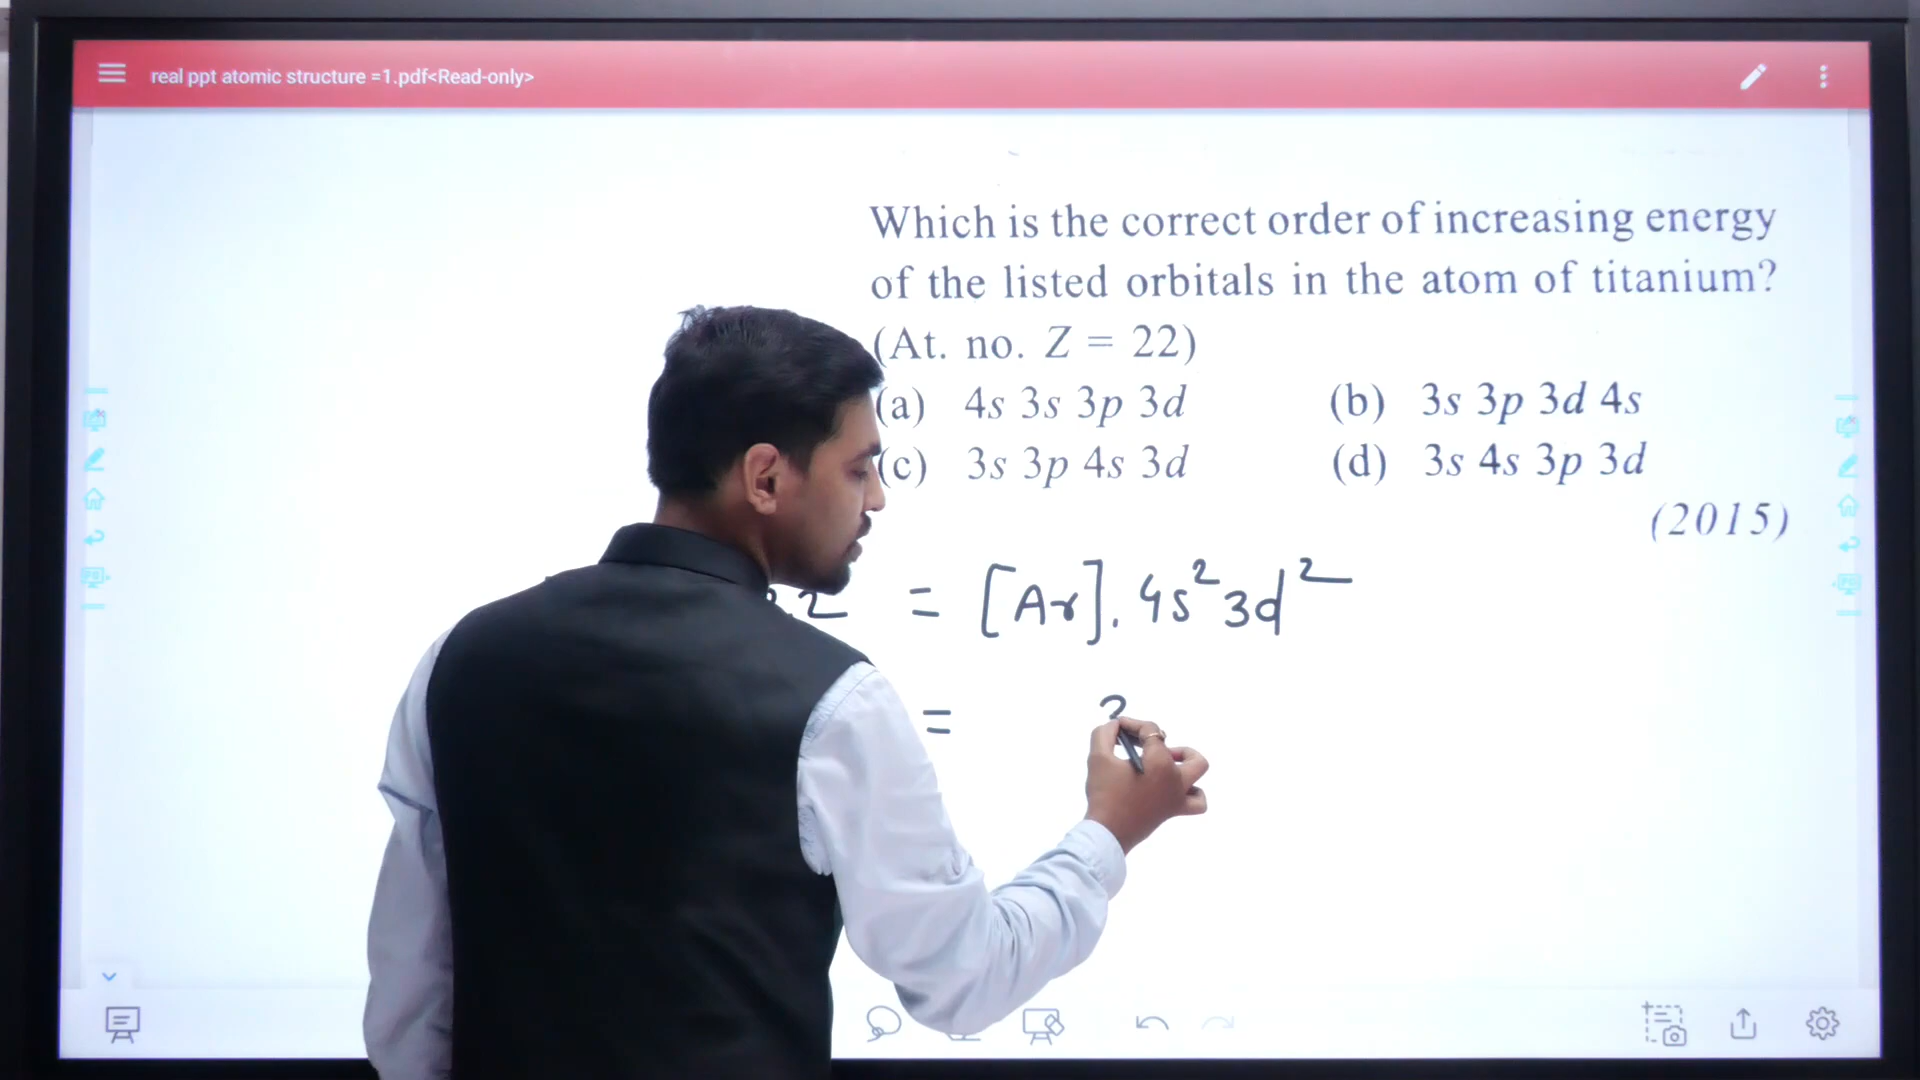 real ppt atomic structure =1.pdf<Read-only>
Which is the correct order of increasing energy
of the listed orbitals in the atom of titanium?
(At. no. Z = 22)
(a) 4s 3s 3p 3d (b) 3s 3p 3d 4s
(c) 3s 3p 4s 3d (d) 3s 4s 3p 3d
(2015)
= [Ar]. 4s² 3d²
=